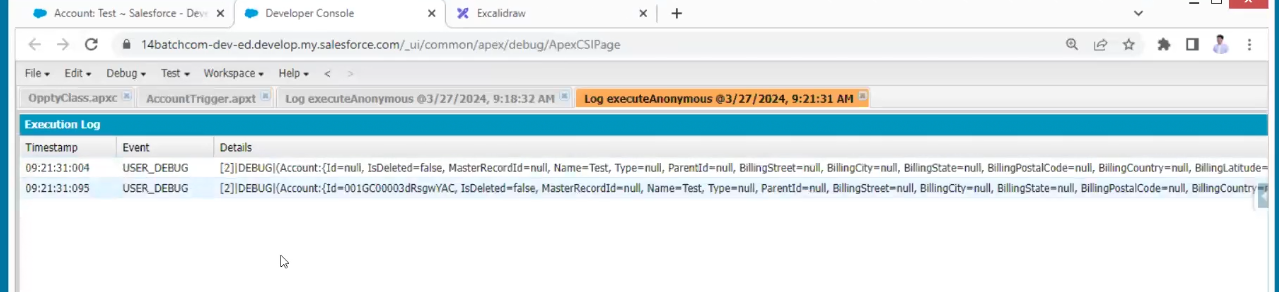 Account: Test ~ Salesforce - Deve
Developer Console
Excalidraw
14batchcom-dev-ed.develop.my.salesforce.com/_ui/common/apex/debug/ApexCSIPage
File Edit Debug Test Workspace Help < >
OpptyClass.apxc AccountTrigger.apxt Log executeAnonymous @3/27/2024, 9:18:32 AM Log executeAnonymous @3/27/2024, 9:21:31 AM
Execution Log
Timestamp Event Details
09:21:31:004 USER_DEBUG [2]|DEBUG|(Account:{Id=null, IsDeleted=false, MasterRecordId=null, Name=Test, Type=null, ParentId=null, BillingStreet=null, BillingCity=null, BillingState=null, BillingPostalCode=null, BillingCountry=null, BillingLatitude=
09:21:31:095 USER_DEBUG [2]|DEBUG|(Account:{Id=001GC00003dRsgwYAC, IsDeleted=false, MasterRecordId=null, Name=Test, Type=null, ParentId=null, BillingStreet=null, BillingCity=null, BillingState=null, BillingPostalCode=null, BillingCountry=